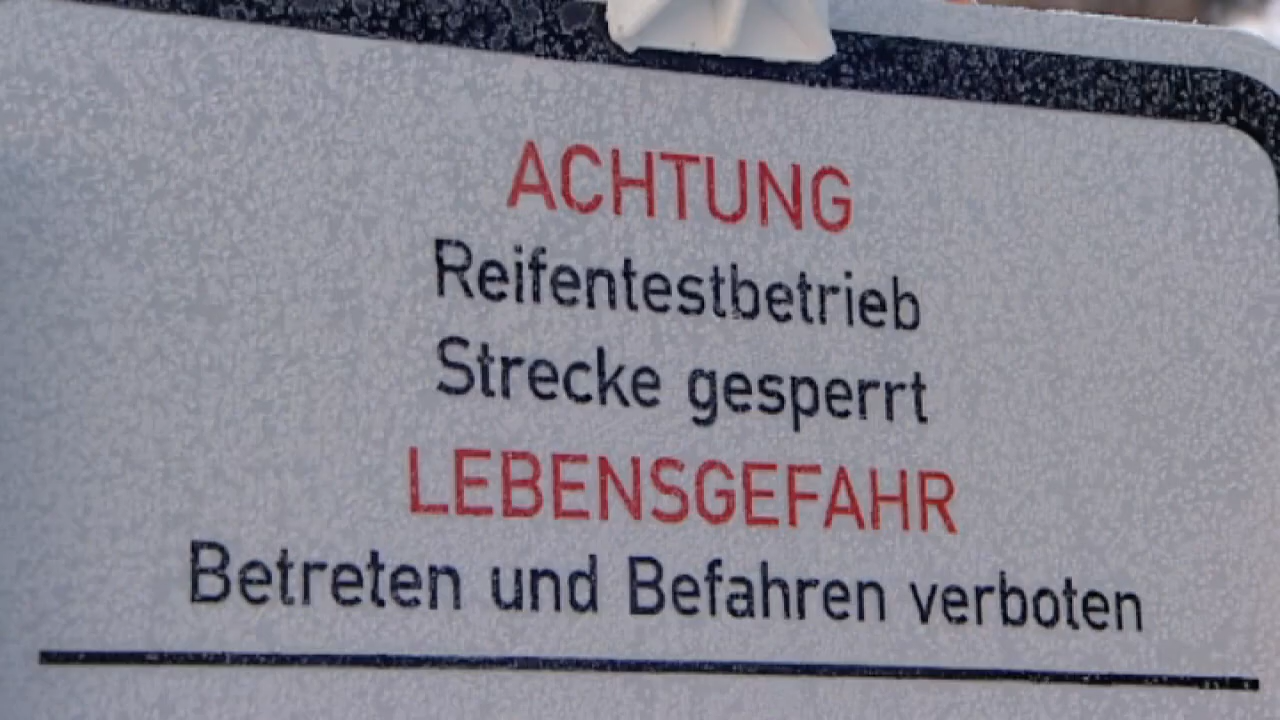 ACHTUNG
Reifentestbetrieb
Strecke gesperrt
LEBENSGEFAHR
Betreten und Befahren verboten